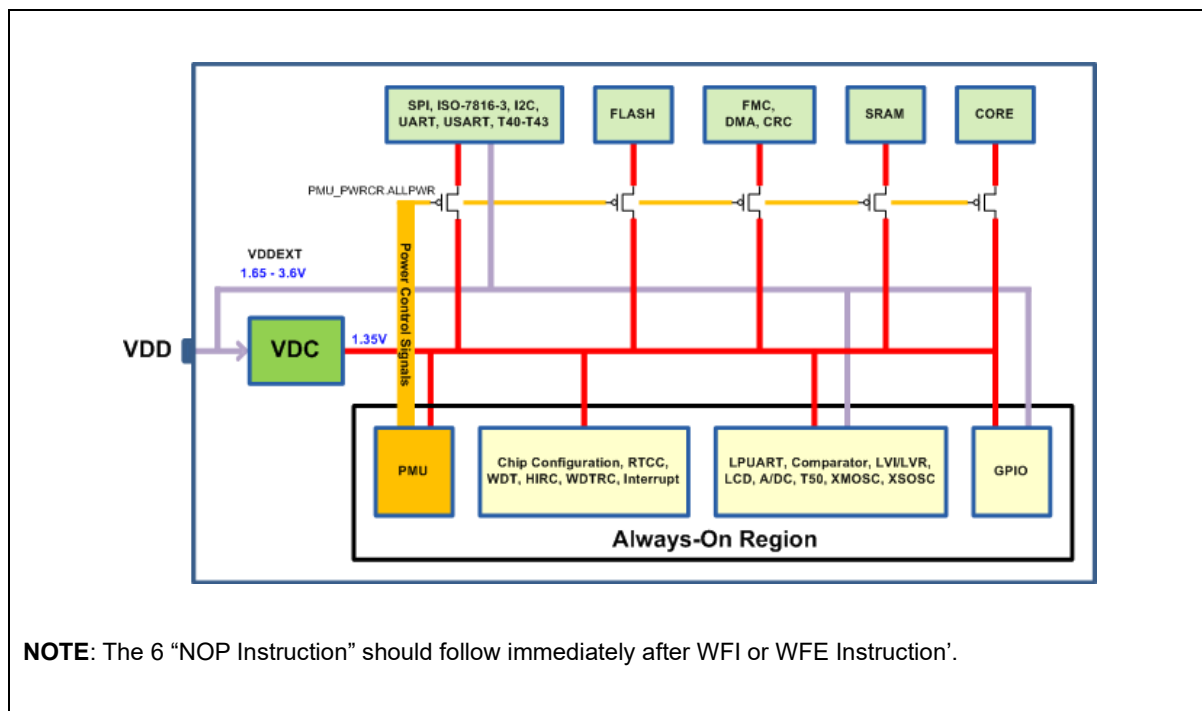 SPI, ISO-7816-3, I2C,
UART, USART, T40-T43
FLASH
FMC,
DMA, CRC
SRAM
CORE
PMU_PWRCR.ALLPWR
Power Control Signals
VDDEXT
1.65 - 3.6V
VDD
VDC
1.35V
PMU
Chip Configuration, RTCC,
WDT, HIRC, WDTRC, Interrupt
LPUART, Comparator, LVI/LVR,
LCD, A/DC, T50, XMOSC, XSOSC
GPIO
Always-On Region
NOTE: The 6 “NOP Instruction” should follow immediately after WFI or WFE Instruction’.